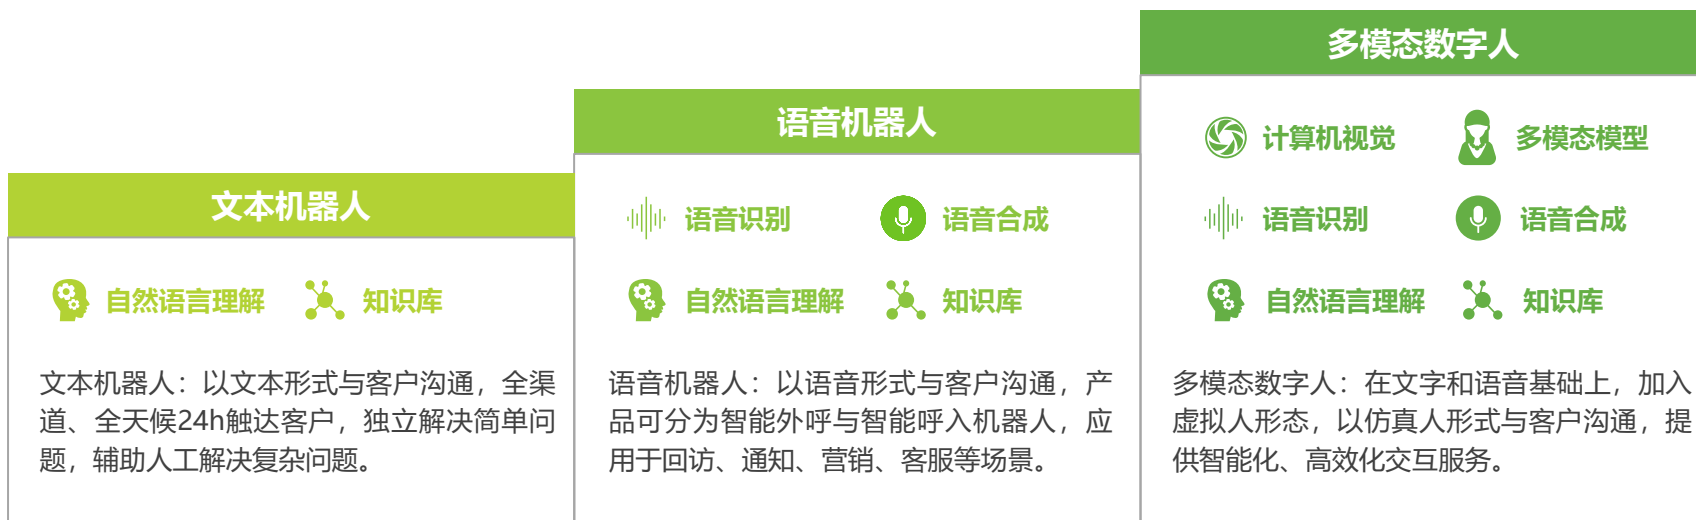 文本机器人
自然语言理解 知识库
文本机器人：以文本形式与客户沟通，全渠
道、全天候24h触达客户，独立解决简单问
题，辅助人工解决复杂问题。
语音机器人
语音识别 语音合成
自然语言理解 知识库
语音机器人：以语音形式与客户沟通，产
品可分为智能外呼与智能呼入机器人，应
用于回访、通知、营销、客服等场景。
多模态数字人
计算机视觉 多模态模型
语音识别 语音合成
自然语言理解 知识库
多模态数字人：在文字和语音基础上，加入
虚拟人形态，以仿真人形式与客户沟通，提
供智能化、高效化交互服务。